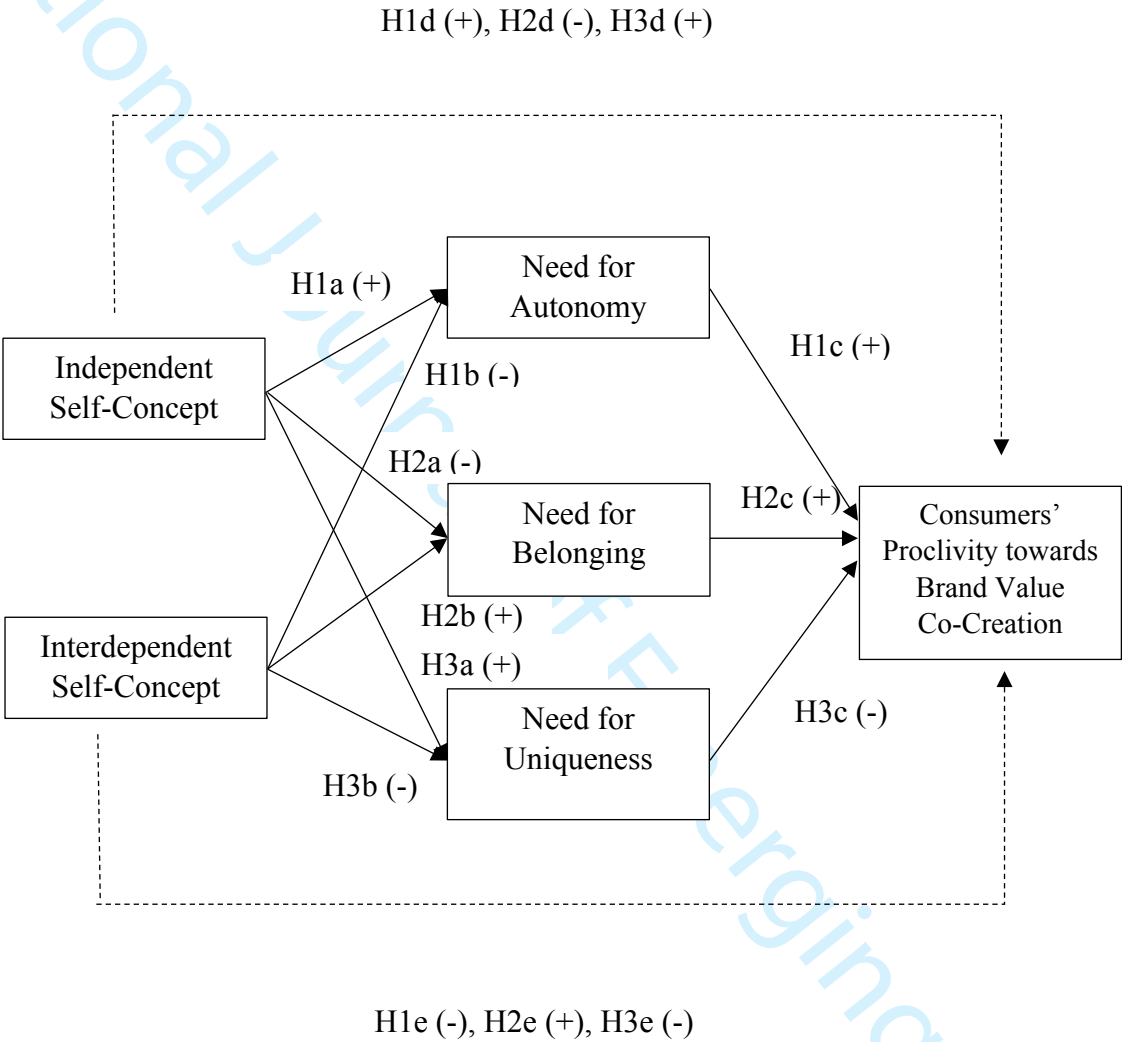 H1d (+), H2d (-), H3d (+)
Need for
Autonomy
H1a (+)
H1c (+)
Independent
Self-Concept
H1b (-)
H2a (-)
H2c (+)
Need for
Belonging
Consumers’
Proclivity towards
Brand Value
Co-Creation
H2b (+)
Interdependent
Self-Concept
H3a (+)
Need for
Uniqueness
H3c (-)
H3b (-)
H1e (-), H2e (+), H3e (-)